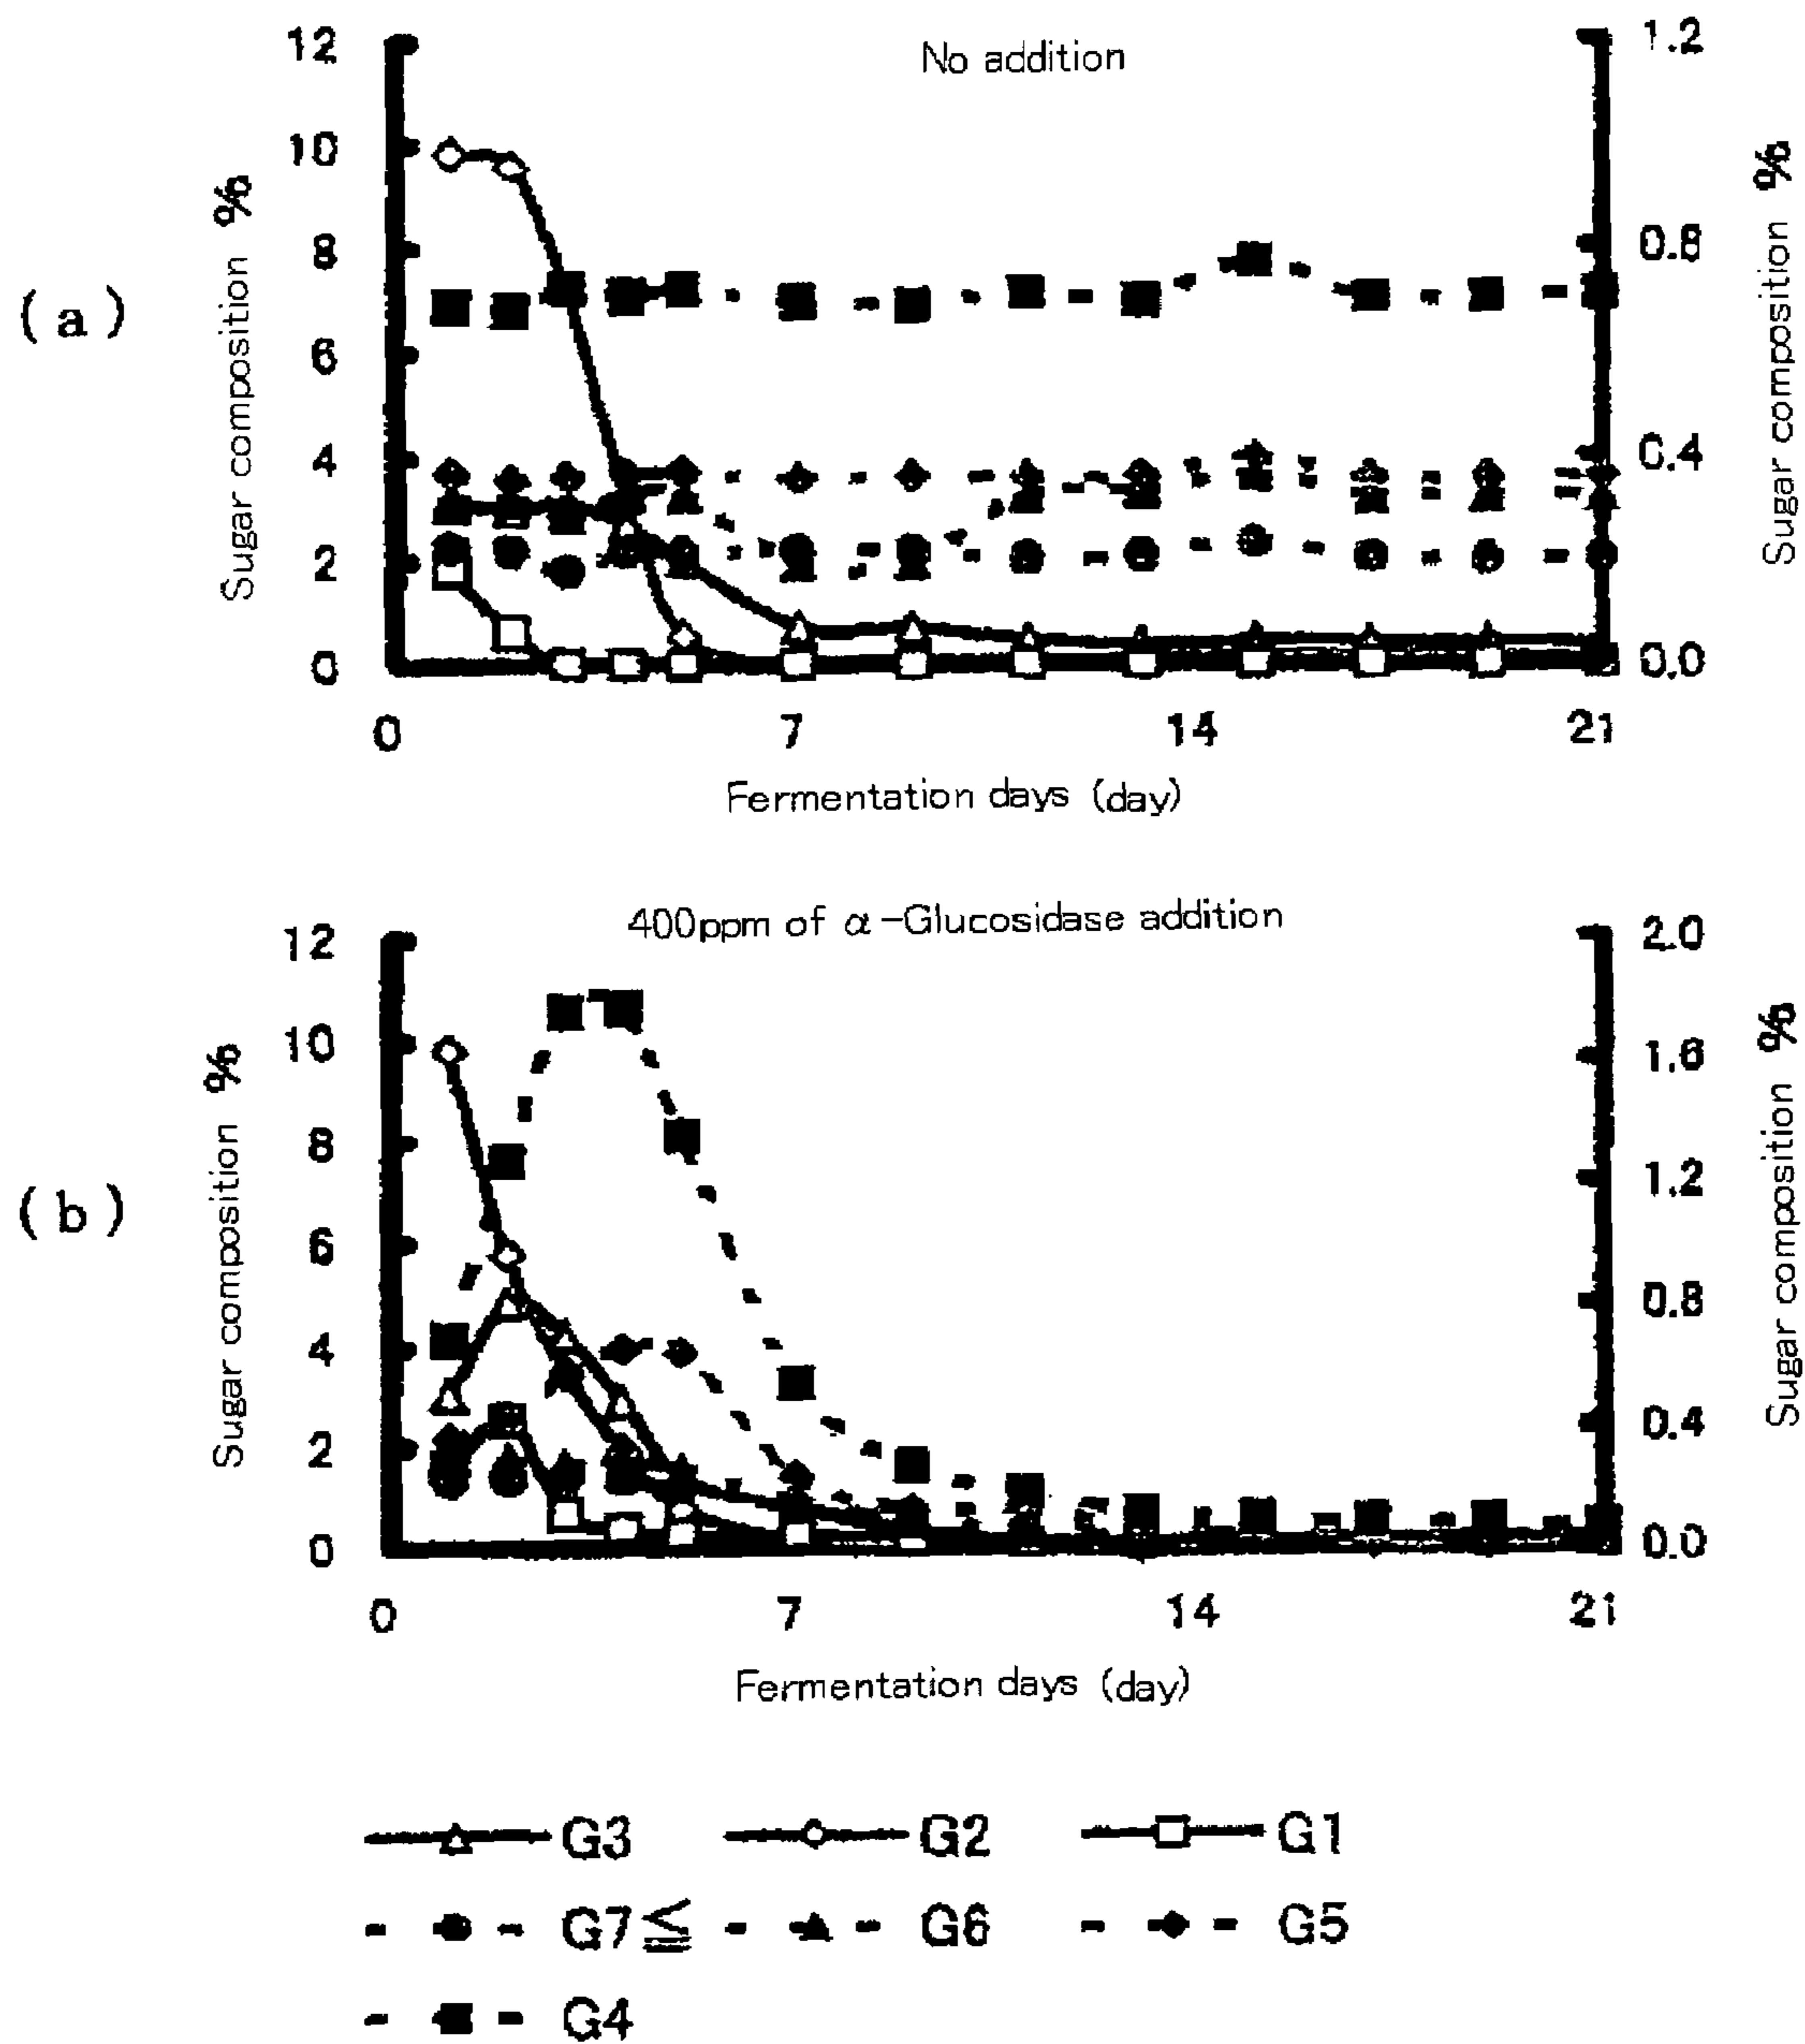 No addition
12 1.2
10
8 0.8
(a)
6
4 0.4
2
0 0.0
Sugar composition %
Sugar composition %
0 7 14 21
Fermentation days (day)
400ppm of α-Glucosidase addition
12 2.0
10 1.6
8
1.2
(b)
6
0.8
4
0.4
2
0 0.0
Sugar composition %
Sugar composition %
0 7 14 21
Fermentation days (day)
G3 G2 G1
G7≦ G6 G5
G4